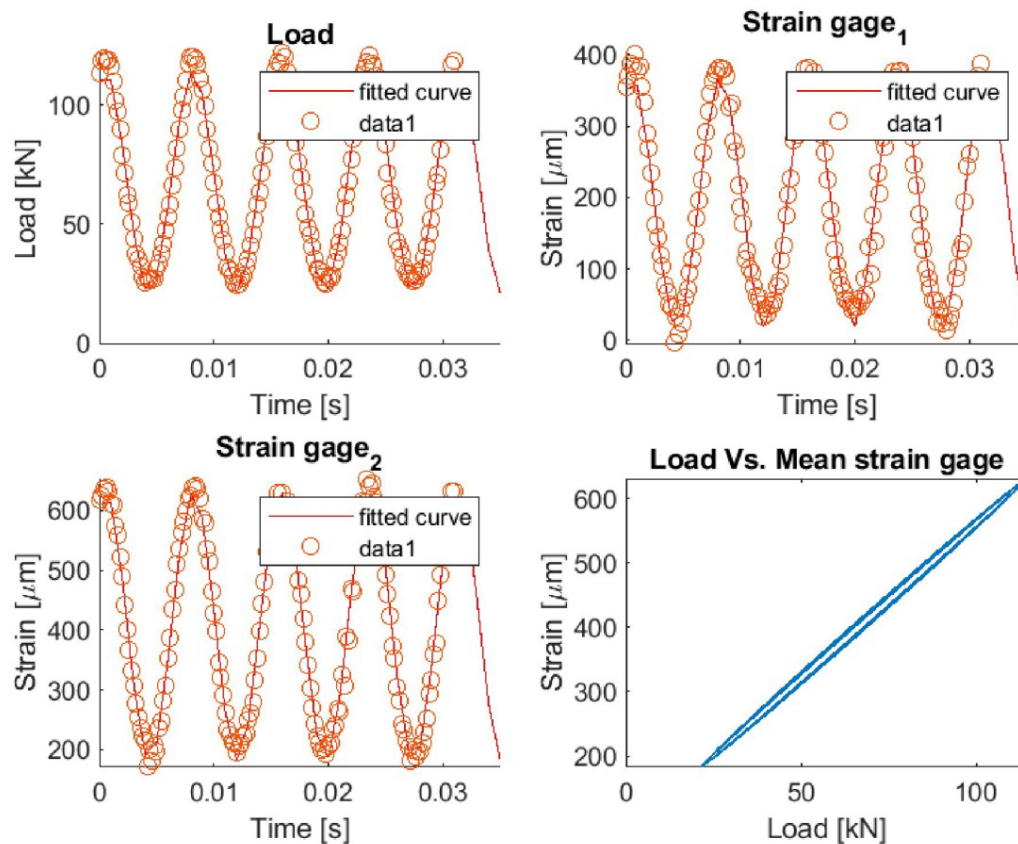 Load
fitted curve
data1
100
50
0
Load [kN]
0 0.01 0.02 0.03
Time [s]
Strain gage1
fitted curve
data1
400
300
200
100
0
Strain [μm]
0 0.01 0.02 0.03
Time [s]
Strain gage2
fitted curve
data1
600
500
400
300
200
Strain [μm]
0 0.01 0.02 0.03
Time [s]
Load Vs. Mean strain gage
600
500
400
300
200
Strain [μm]
0 50 100
Load [kN]